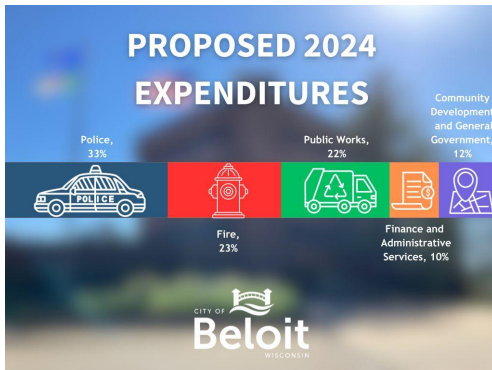 PROPOSED 2024
EXPENDITURES
Community
Development
and General
Government,
12%
Police,
33%
Public Works,
22%
POLICE
Fire,
23%
Finance and
Administrative
Services, 10%
CITY OF
Beloit
WISCONSIN